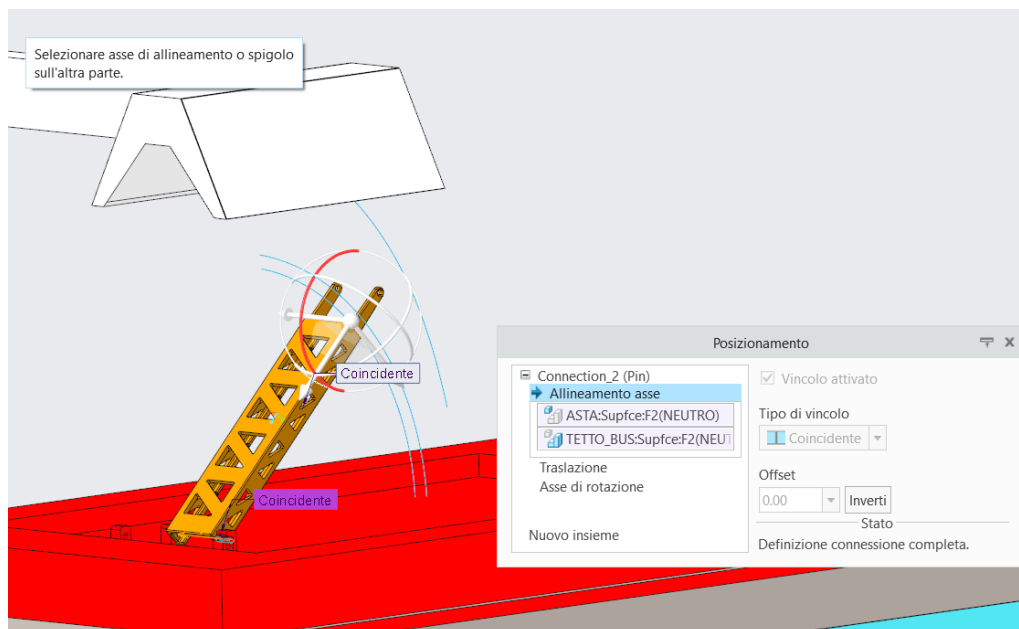 Selezionare asse di allineamento o spigolo
sull'altra parte.
Coincidente
Coincidente
Posizionamento
Connection_2 (Pin)
Allineamento asse
ASTA:Supfce:F2(NEUTRO)
TETTO_BUS:Supfce:F2(NEUT
Traslazione
Asse di rotazione
Nuovo insieme
Vincolo attivato
Tipo di vincolo
Coincidente
Offset
0.00
Inverti
Stato
Definizione connessione completa.